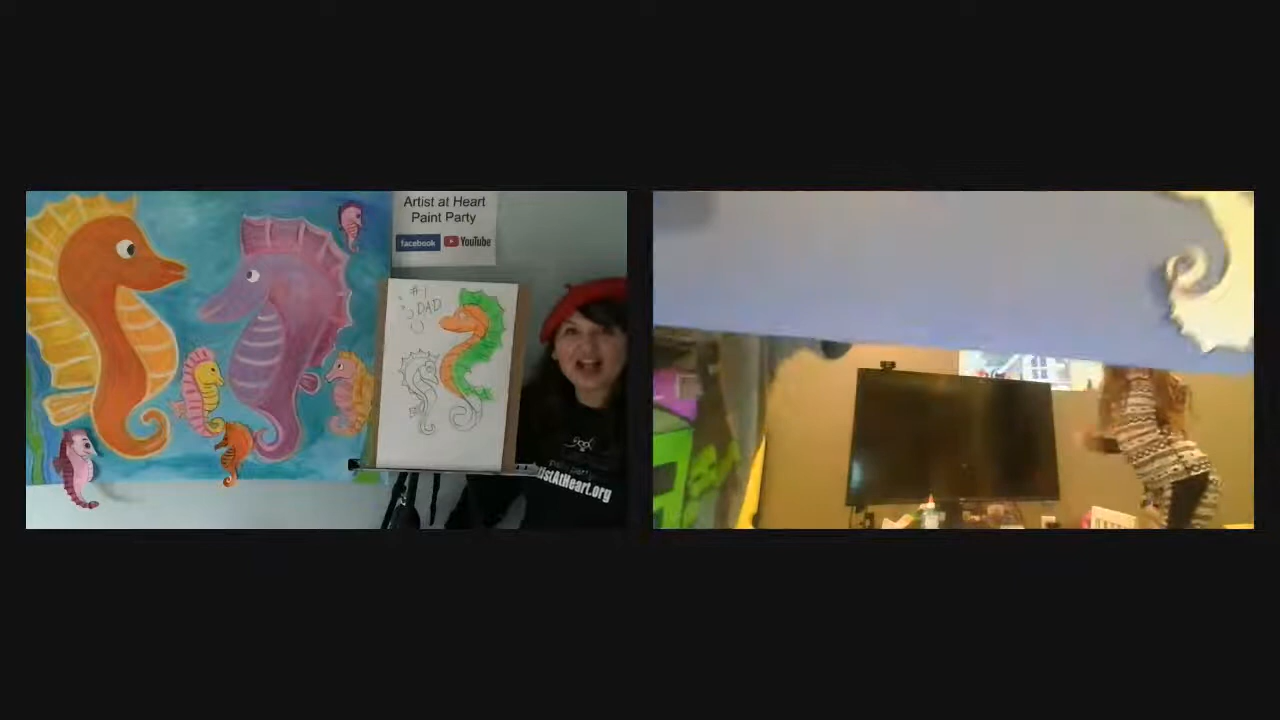 Artist at Heart
Paint Party
facebook
YouTube
#1
DAD
ArtistAtHeart.org